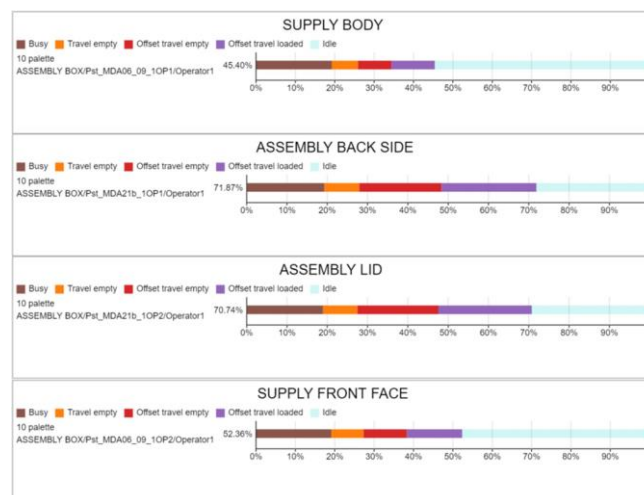 SUPPLY BODY
Busy Travel empty Offset travel empty Offset travel loaded Idle
10 palette
ASSEMBLY BOX/Pst_MDA06_09_1OP1/Operator1 45.40%
0% 10% 20% 30% 40% 50% 60% 70% 80% 90%
ASSEMBLY BACK SIDE
Busy Travel empty Offset travel empty Offset travel loaded Idle
10 palette
ASSEMBLY BOX/Pst_MDA21b_1OP1/Operator1 71.87%
0% 10% 20% 30% 40% 50% 60% 70% 80% 90%
ASSEMBLY LID
Busy Travel empty Offset travel empty Offset travel loaded Idle
10 palette
ASSEMBLY BOX/Pst_MDA21b_1OP2/Operator1 70.74%
0% 10% 20% 30% 40% 50% 60% 70% 80% 90%
SUPPLY FRONT FACE
Busy Travel empty Offset travel empty Offset travel loaded Idle
10 palette
ASSEMBLY BOX/Pst_MDA06_09_1OP2/Operator1 52.36%
0% 10% 20% 30% 40% 50% 60% 70% 80% 90%